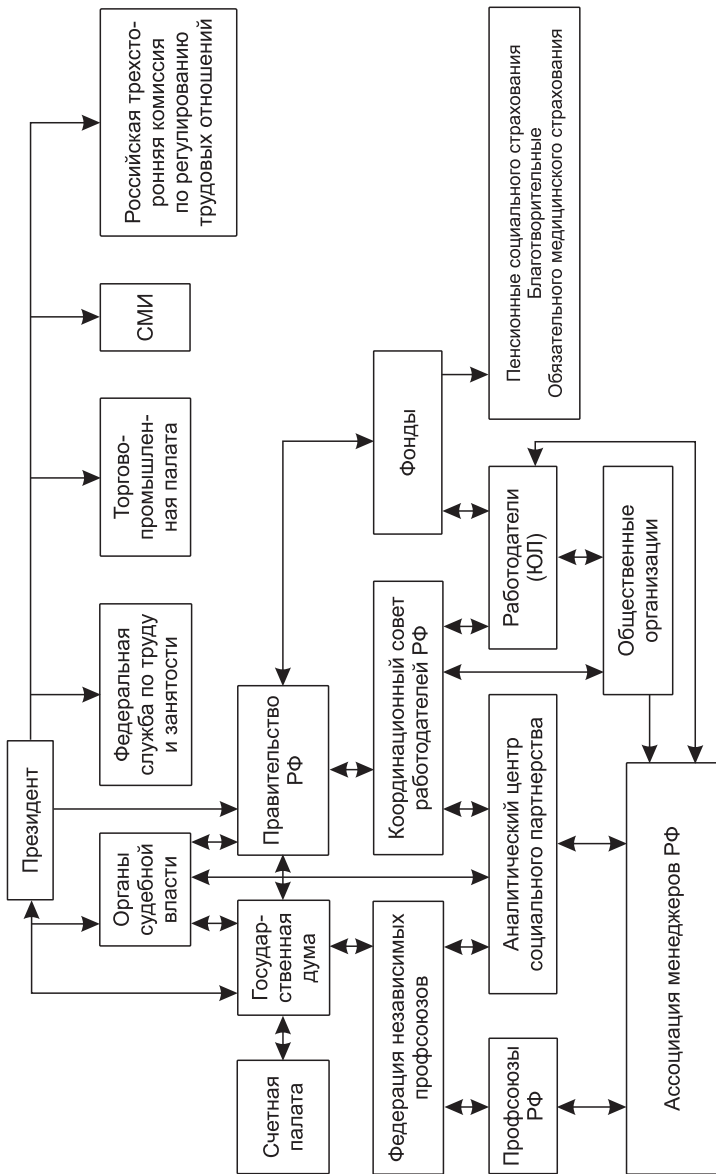 Президент
Федеральная
служба по труду
и занятости
Торгово-
промышлен-
ная палата
СМИ
Российская трехсто-
ронняя комиссия
по регулированию
трудовых отношений
Органы
судебной
власти
Счетная
палата
Государ-
ственная
дума
Правительство
РФ
Федерация независимых
профсоюзов
Координационный совет
работодателей РФ
Фонды
Профсоюзы
РФ
Аналитический центр
социального партнерства
Работодатели
(ЮЛ)
Пенсионные социального страхования
Благотворительные
Обязательного медицинского страхования
Общественные
организации
Ассоциация менеджеров РФ